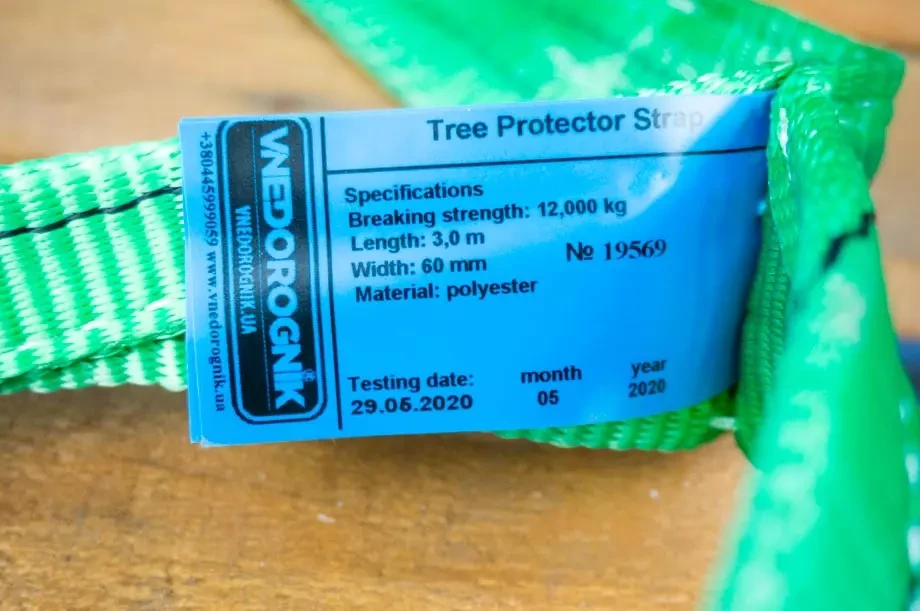 Tree Protector Strap
Specifications
Breaking strength: 12,000 kg
Length: 3,0 m
Width: 60 mm
Material: polyester
№ 19569
Testing date:
29.05.2020
month
05
year
2020
VNEDOROGNIK
VNEDOROGNIK.UA
+380445999059 www.vnedorognik.ua